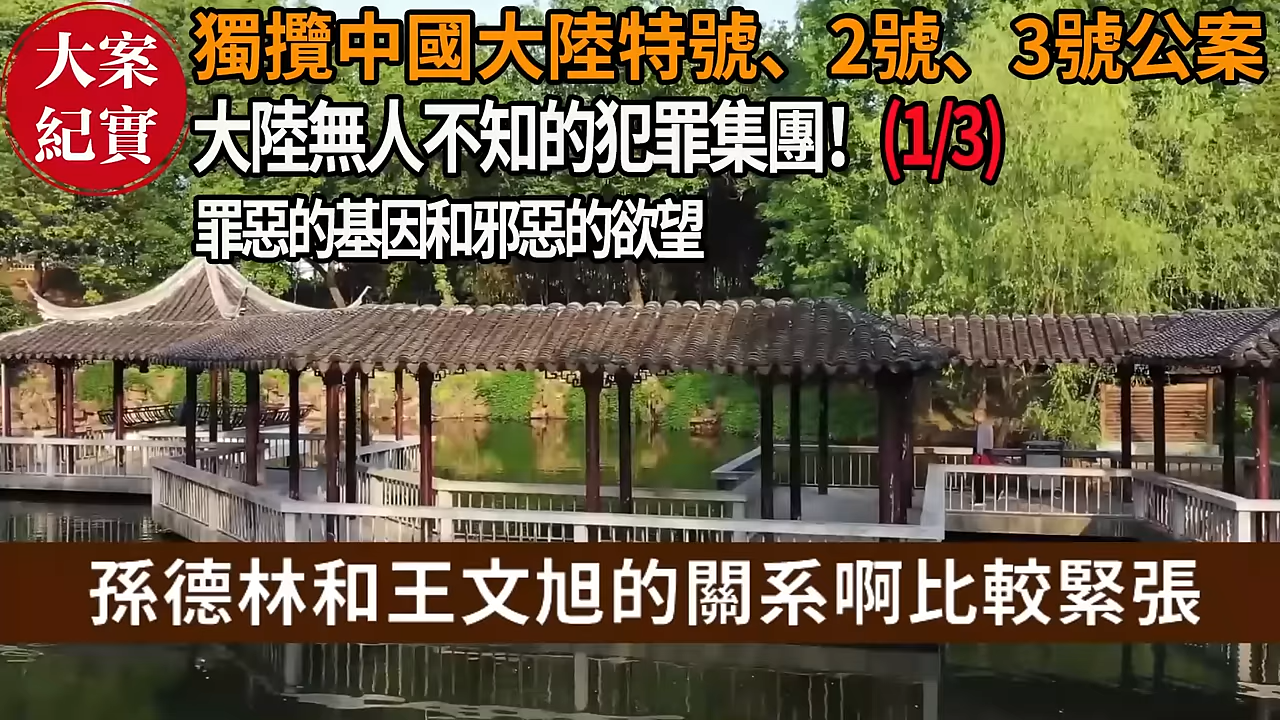 大案
紀實
獨攬中國大陸特號、2號、3號公案
大陸無人不知的犯罪集團！(1/3)
罪惡的基因和邪惡的欲望
孫德林和王文旭的關系啊比較緊張